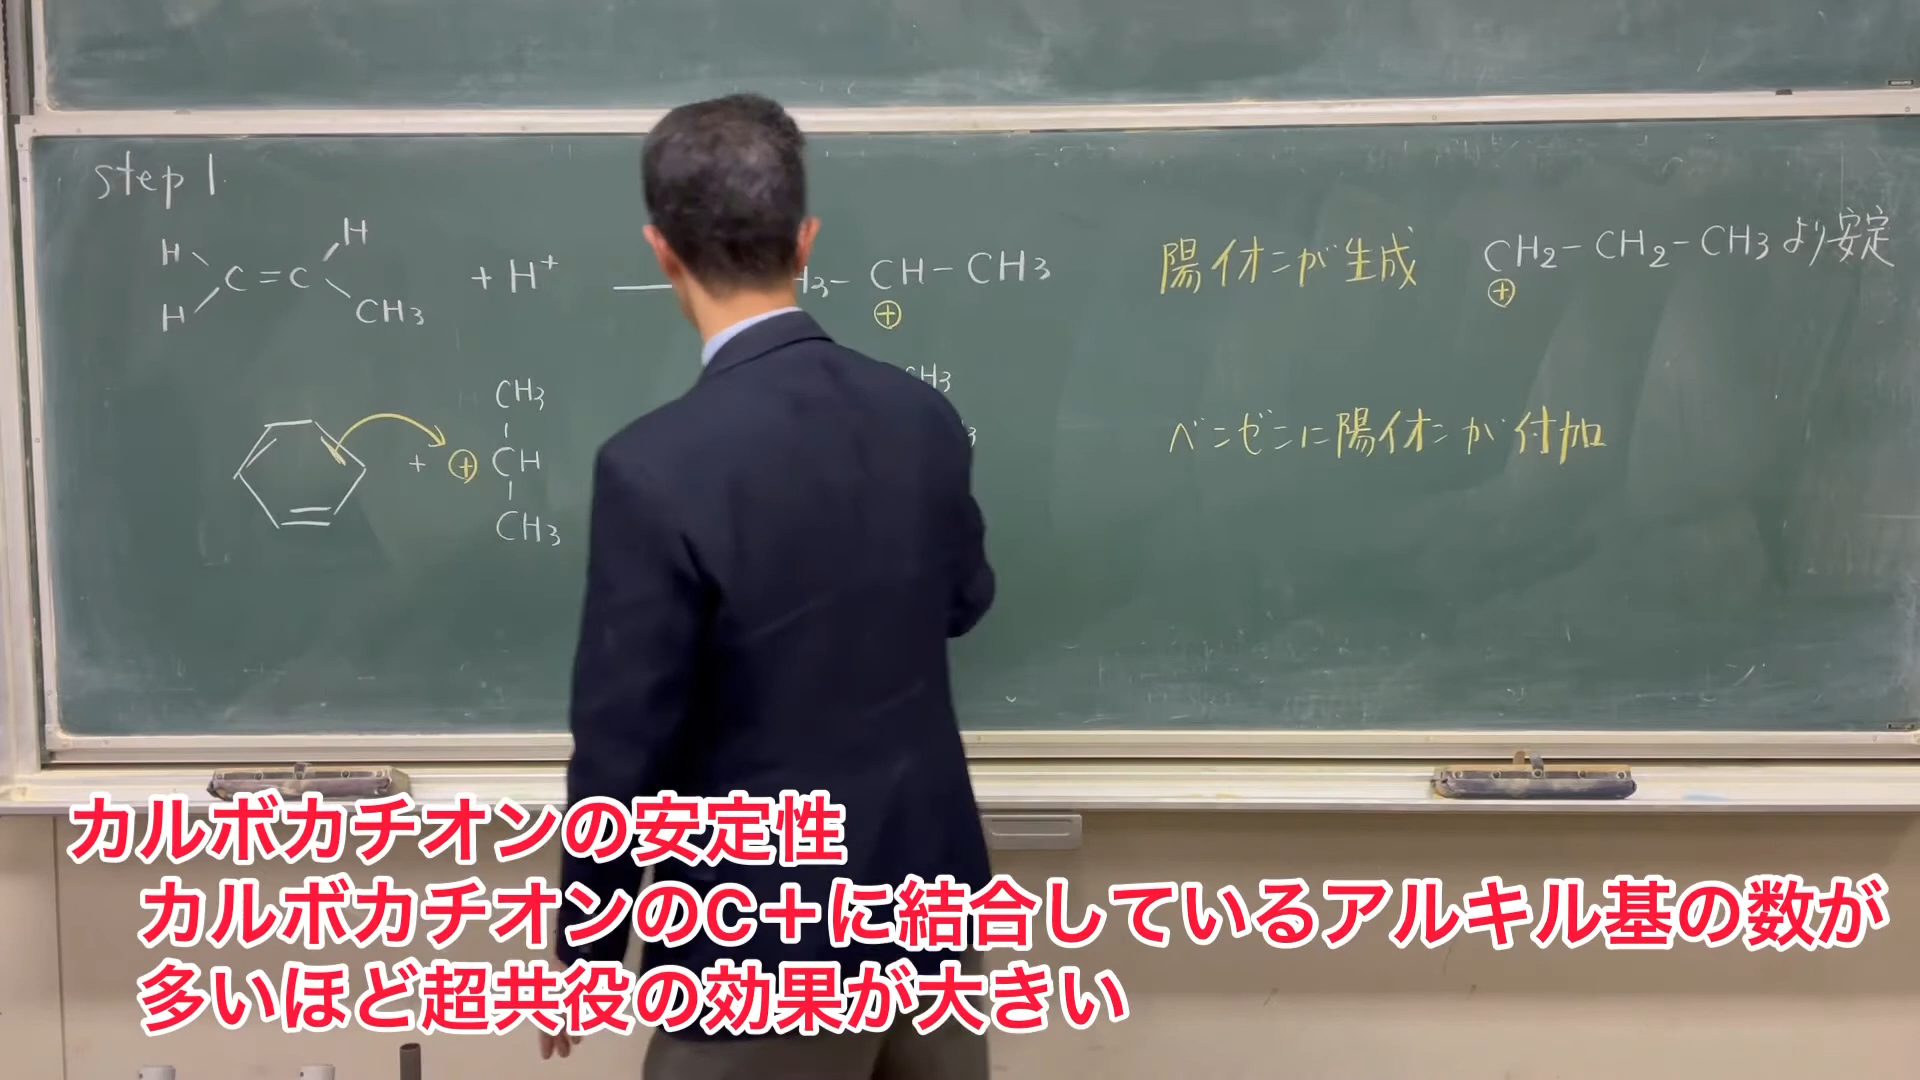 step 1.
H H
C=C +H⁺ — H3-CH-CH3 陽イオンが生成 CH2-CH2-CH3より安定
H CH3 ⊕ ⊕
CH3 CH3
+ ⊕ CH ベンゼンに陽イオンが付加
CH3
カルボカチオンの安定性
カルボカチオンのC+に結合しているアルキル基の数が
多いほど超共役の効果が大きい